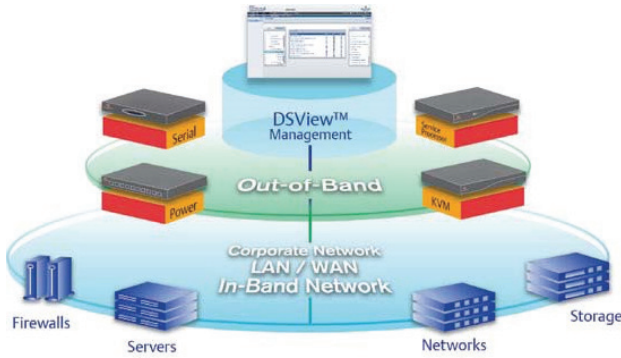 DSView™
Management
Serial
Service
Processor
Out-of-Band
Power
KVM
Corporate Network
LAN / WAN
In-Band Network
Firewalls
Servers
Networks
Storage